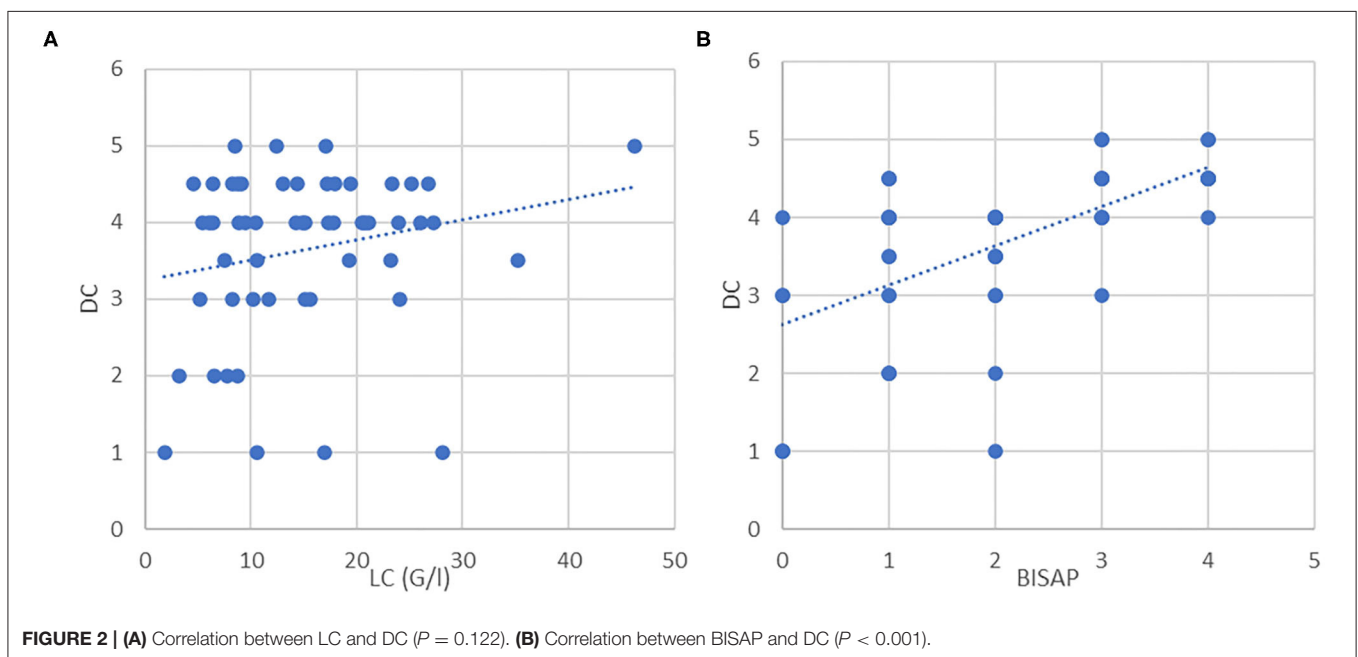 A
B
6
5
4
3
2
1
0
DC
0 10 20 30 40 50
LC (G/l)
6
5
4
3
2
1
0
DC
0 1 2 3 4 5
BISAP
FIGURE 2 | (A) Correlation between LC and DC (P = 0.122). (B) Correlation between BISAP and DC (P < 0.001).